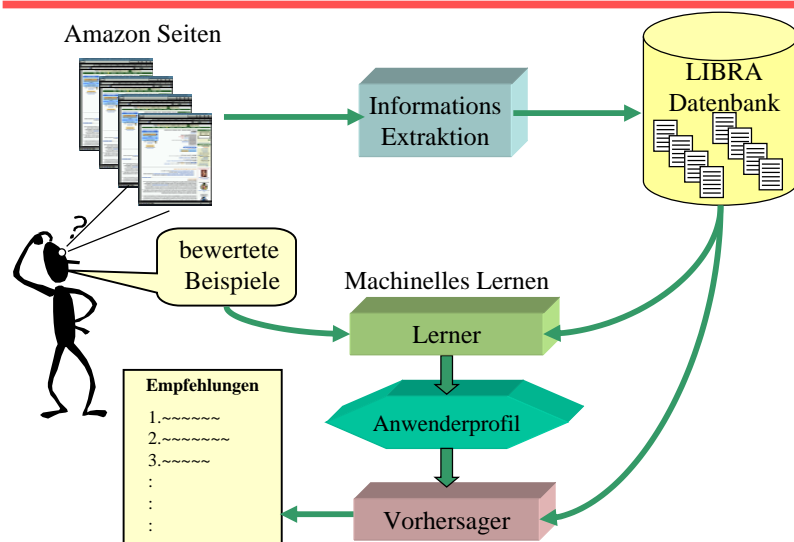 Amazon Seiten
Informations
Extraktion
LIBRA
Datenbank
?
bewertete
Beispiele
Machinelles Lernen
Lerner
Anwenderprofil
Vorhersager
Empfehlungen
1.~~~~~~
2.~~~~~~~
3.~~~~~
:
:
: